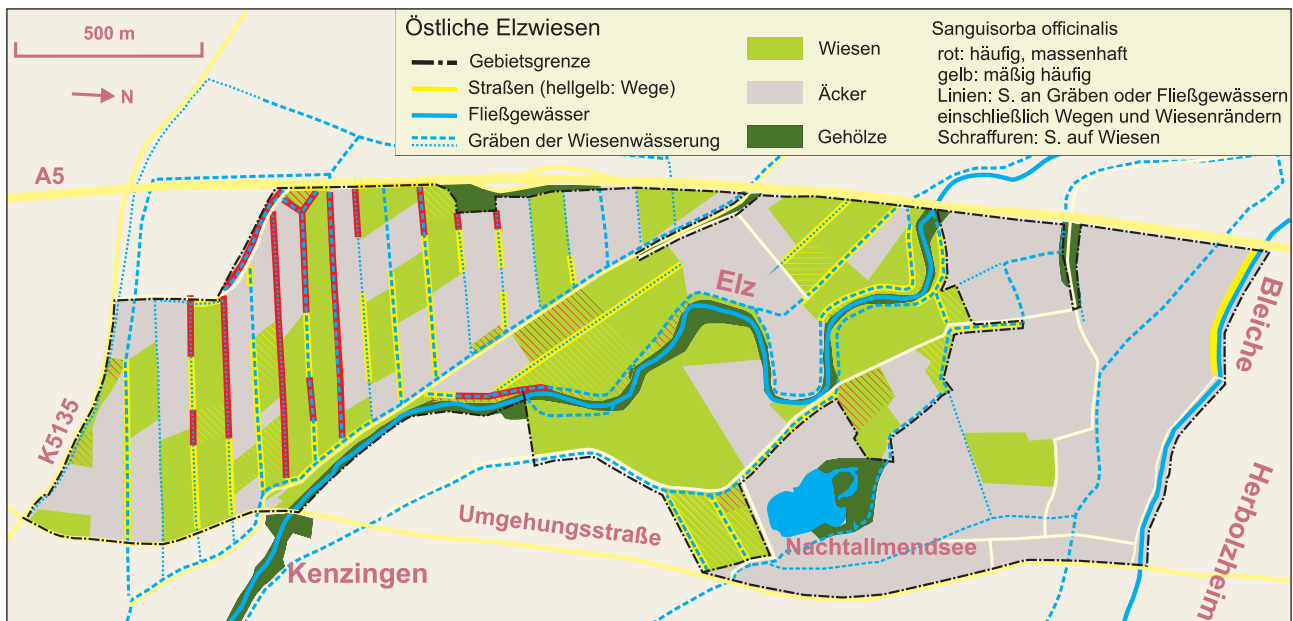 500 m
N
Östliche Elzwiesen
Gebietsgrenze
Straßen (hellgelb: Wege)
Fließgewässer
Gräben der Wiesenwässerung
Wiesen
Äcker
Gehölze
Sanguisorba officinalis
rot: häufig, massenhaft
gelb: mäßig häufig
Linien: S. an Gräben oder Fließgewässern
einschließlich Wegen und Wiesenrändern
Schraffuren: S. auf Wiesen
A5
Elz
Bleiche
K5135
Herbolzheim
Umgehungsstraße
Nachtallmendsee
Kenzingen